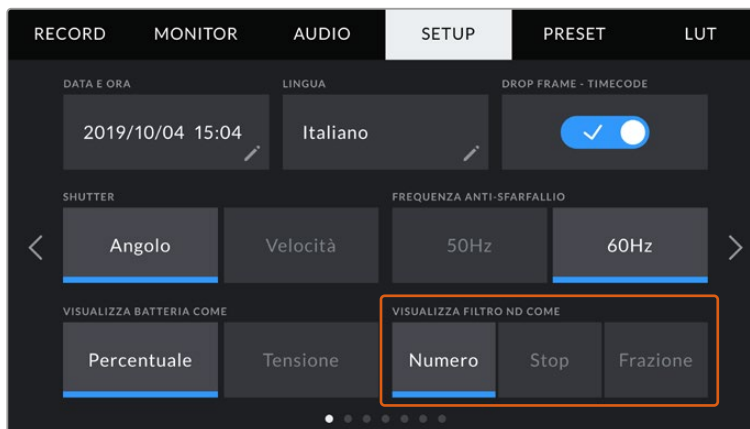 RECORD MONITOR AUDIO SETUP PRESET LUT
DATA E ORA LINGUA DROP FRAME - TIMECODE
2019/10/04 15:04 Italiano
SHUTTER FREQUENZA ANTI-SFARFALLIO
Angolo Velocità 50Hz 60Hz
VISUALIZZA BATTERIA COME VISUALIZZA FILTRO ND COME
Percentuale Tensione Numero Stop Frazione